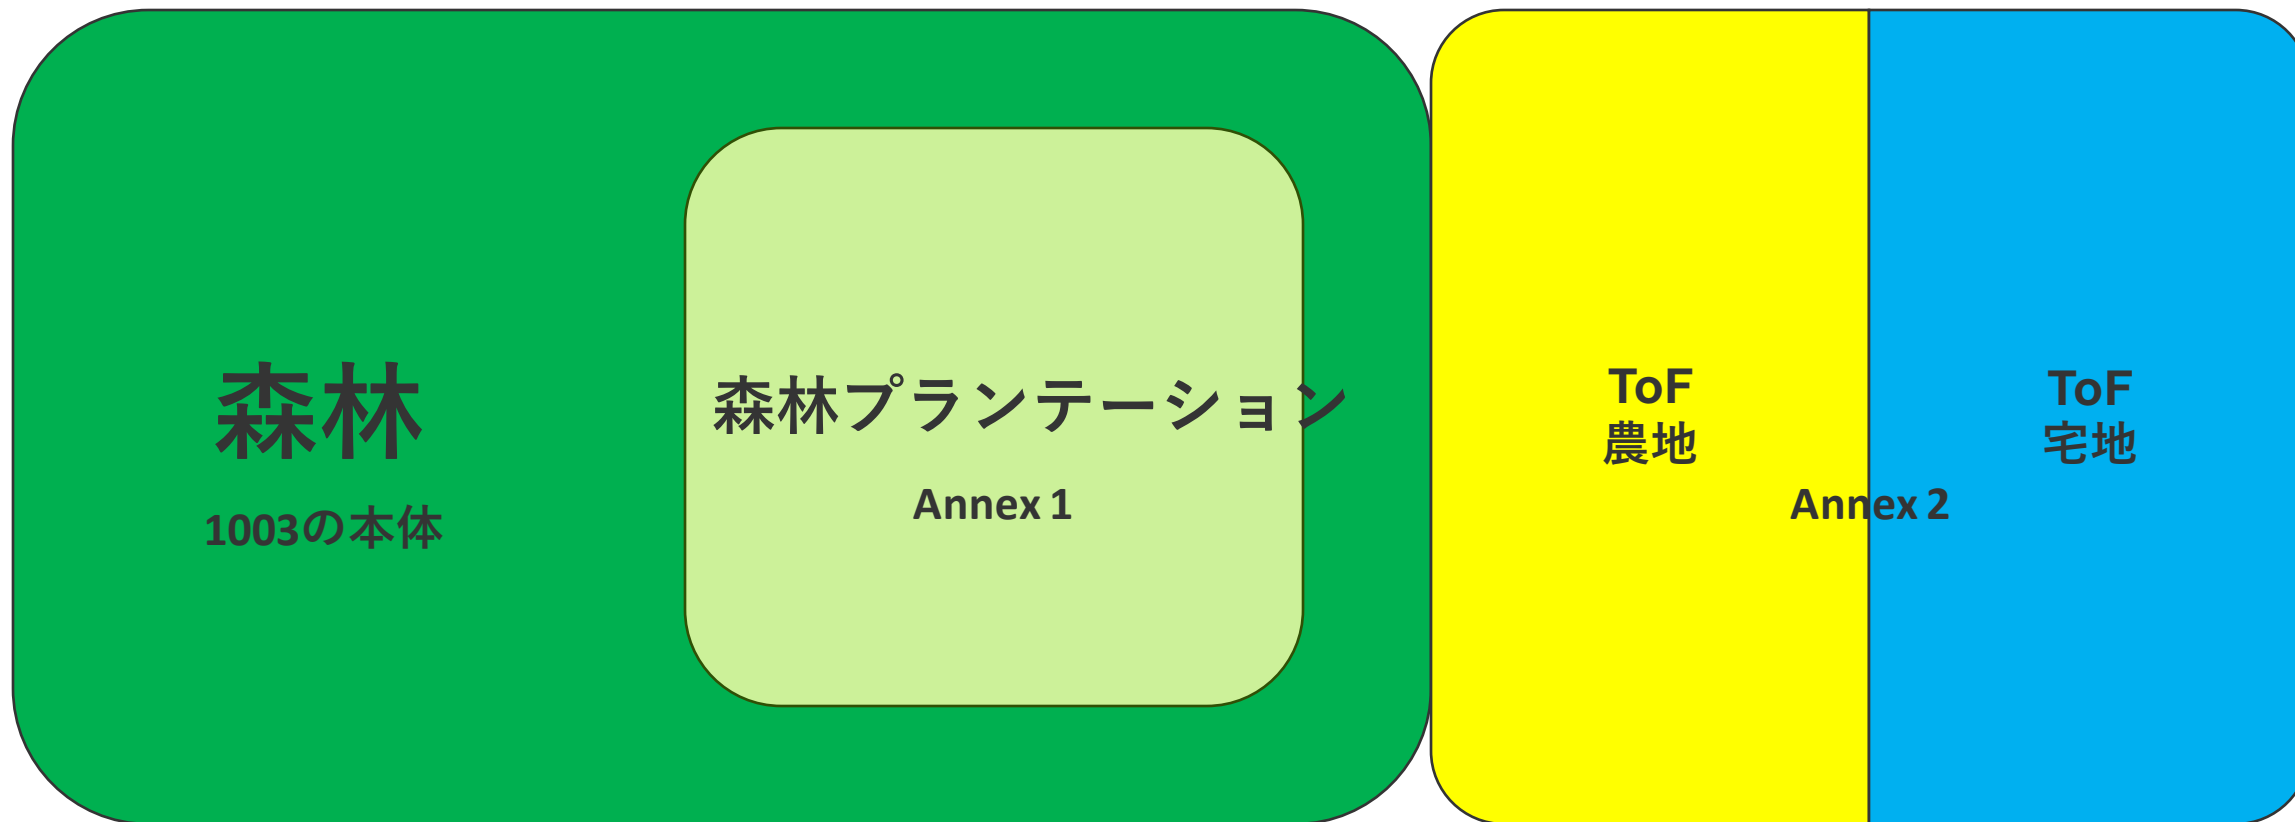 森林
1003の本体
森林プランテーション
Annex 1
ToF
農地
ToF
宅地
Annex 2